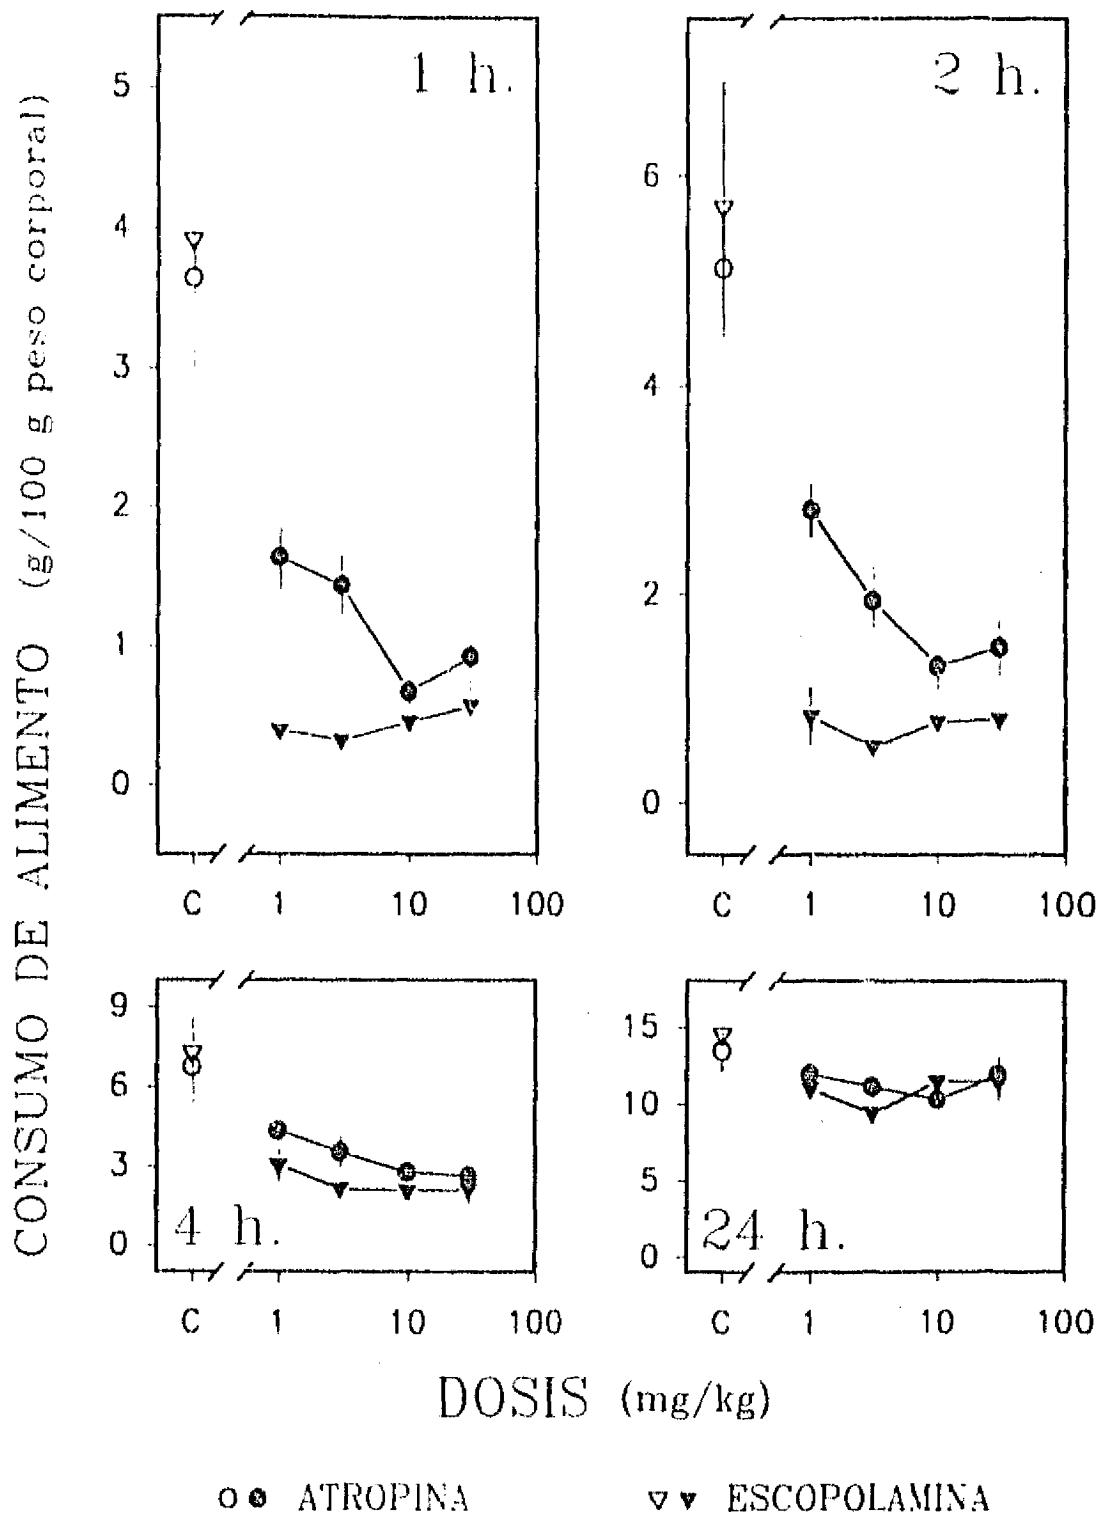 CONSUMO DE ALIMENTO (g/100 g peso corporal)
1 h.
5
4
3
2
1
0
C 1 10 100
2 h.
6
4
2
0
C 1 10 100
9
6
3
0
4 h.
C 1 10 100
15
10
5
0
24 h.
C 1 10 100
DOSIS (mg/kg)
ATROPINA ESCOPOLAMINA